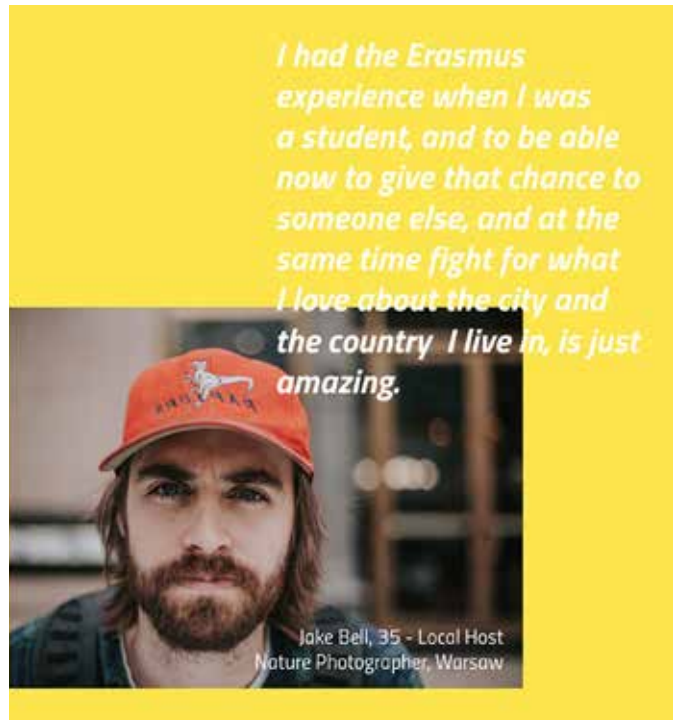 I had the Erasmus
experience when I was
a student, and to be able
now to give that chance to
someone else, and at the
same time fight for what
I love about the city and
the country  I live in, is just
amazing.
Jake Bell, 35 - Local Host
Nature Photographer, Warsaw